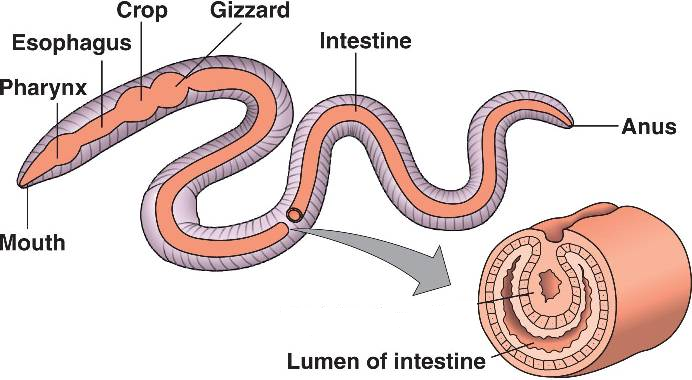 Crop
Gizzard
Esophagus
Intestine
Pharynx
Anus
Mouth
Lumen of intestine